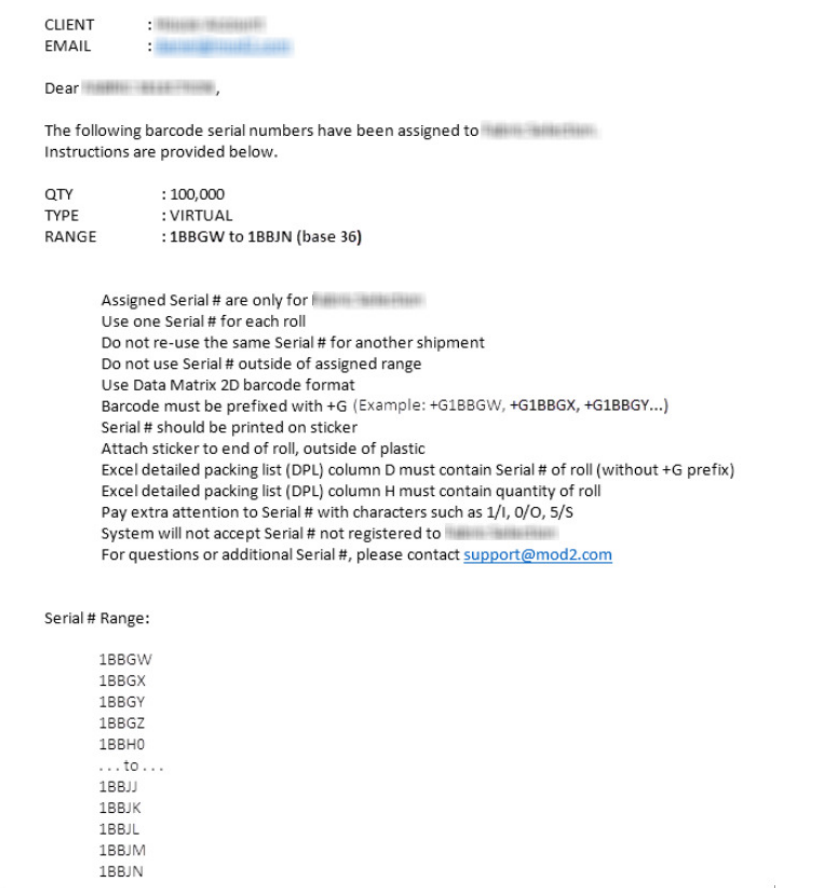 CLIENT :
EMAIL :
Dear ,
The following barcode serial numbers have been assigned to
Instructions are provided below.
QTY : 100,000
TYPE : VIRTUAL
RANGE : 1BBGW to 1BBJN (base 36)
Assigned Serial # are only for
Use one Serial # for each roll
Do not re-use the same Serial # for another shipment
Do not use Serial # outside of assigned range
Use Data Matrix 2D barcode format
Barcode must be prefixed with +G (Example: +G1BBGW, +G1BBGX, +G1BBGY...)
Serial # should be printed on sticker
Attach sticker to end of roll, outside of plastic
Excel detailed packing list (DPL) column D must contain Serial # of roll (without +G prefix)
Excel detailed packing list (DPL) column H must contain quantity of roll
Pay extra attention to Serial # with characters such as 1/I, 0/O, 5/S
System will not accept Serial # not registered to
For questions or additional Serial #, please contact support@mod2.com
Serial # Range:
1BBGW
1BBGX
1BBGY
1BBGZ
1BBH0
...to...
1BBJJ
1BBJK
1BBJL
1BBJM
1BBJN